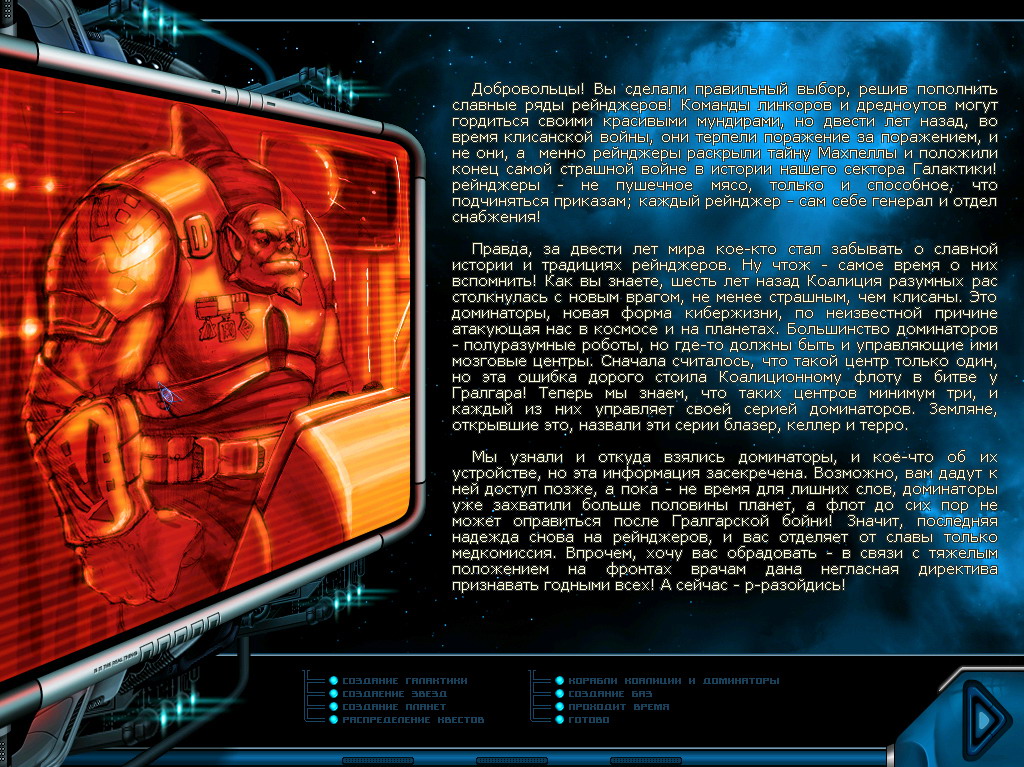 Добровольцы! Вы сделали правильный выбор, решив пополнить
славные ряды рейнджеров! Команды линкоров и дредноутов могут
гордиться своими красивыми мундирами, но двести лет назад, во
время клисанской войны, они терпели поражение за поражением, и
не они, а менно рейнджеры раскрыли тайну Махпеллы и положили
конец самой страшной войне в истории нашего сектора Галактики!
рейнджеры - не пушечное мясо, только и способное, что
подчиняться приказам; каждый рейнджер - сам себе генерал и отдел
снабжения!
Правда, за двести лет мира кое-кто стал забывать о славной
истории и традициях рейнджеров. Ну чтож - самое время о них
вспомнить! Как вы знаете, шесть лет назад Коалиция разумных рас
столкнулась с новым врагом, не менее страшным, чем клисаны. Это
доминаторы, новая форма кибержизни, по неизвестной причине
атакующая нас в космосе и на планетах. Большинство доминаторов
- полуразумные роботы, но где-то должны быть и управляющие ими
мозговые центры. Сначала считалось, что такой центр только один,
но эта ошибка дорого стоила Коалиционному флоту в битве у
Гралгара! Теперь мы знаем, что таких центров минимум три, и
каждый из них управляет своей серией доминаторов. Земляне,
открывшие это, назвали эти серии блазер, келлер и терро.
Мы узнали и откуда взялись доминаторы, и кое-что об их
устройстве, но эта информация засекречена. Возможно, вам дадут к
ней доступ позже, а пока - не время для лишних слов, доминаторы
уже захватили больше половины планет, а флот до сих пор не
может оправиться после Гралгарской бойни! Значит, последняя
надежда снова на рейнджеров, и вас отделяет от славы только
медкомиссия. Впрочем, хочу вас обрадовать - в связи с тяжелым
положением на фронтах врачам дана негласная директива
признавать годными всех! А сейчас - р-разойдись!
СОЗДАНИЕ ГАЛАКТИКИ
СОЗДАЕНИЕ ЗВЕЗД
СОЗДАНИЕ ПЛАНЕТ
РАСПРЕДЕЛЕНИЕ КВЕСТОВ
КОРАБЛИ КОАЛИЦИИ И ДОМИНАТОРЫ
СОЗДАНИЕ БАЗ
ПРОХОДИТ ВРЕМЯ
ГОТОВО